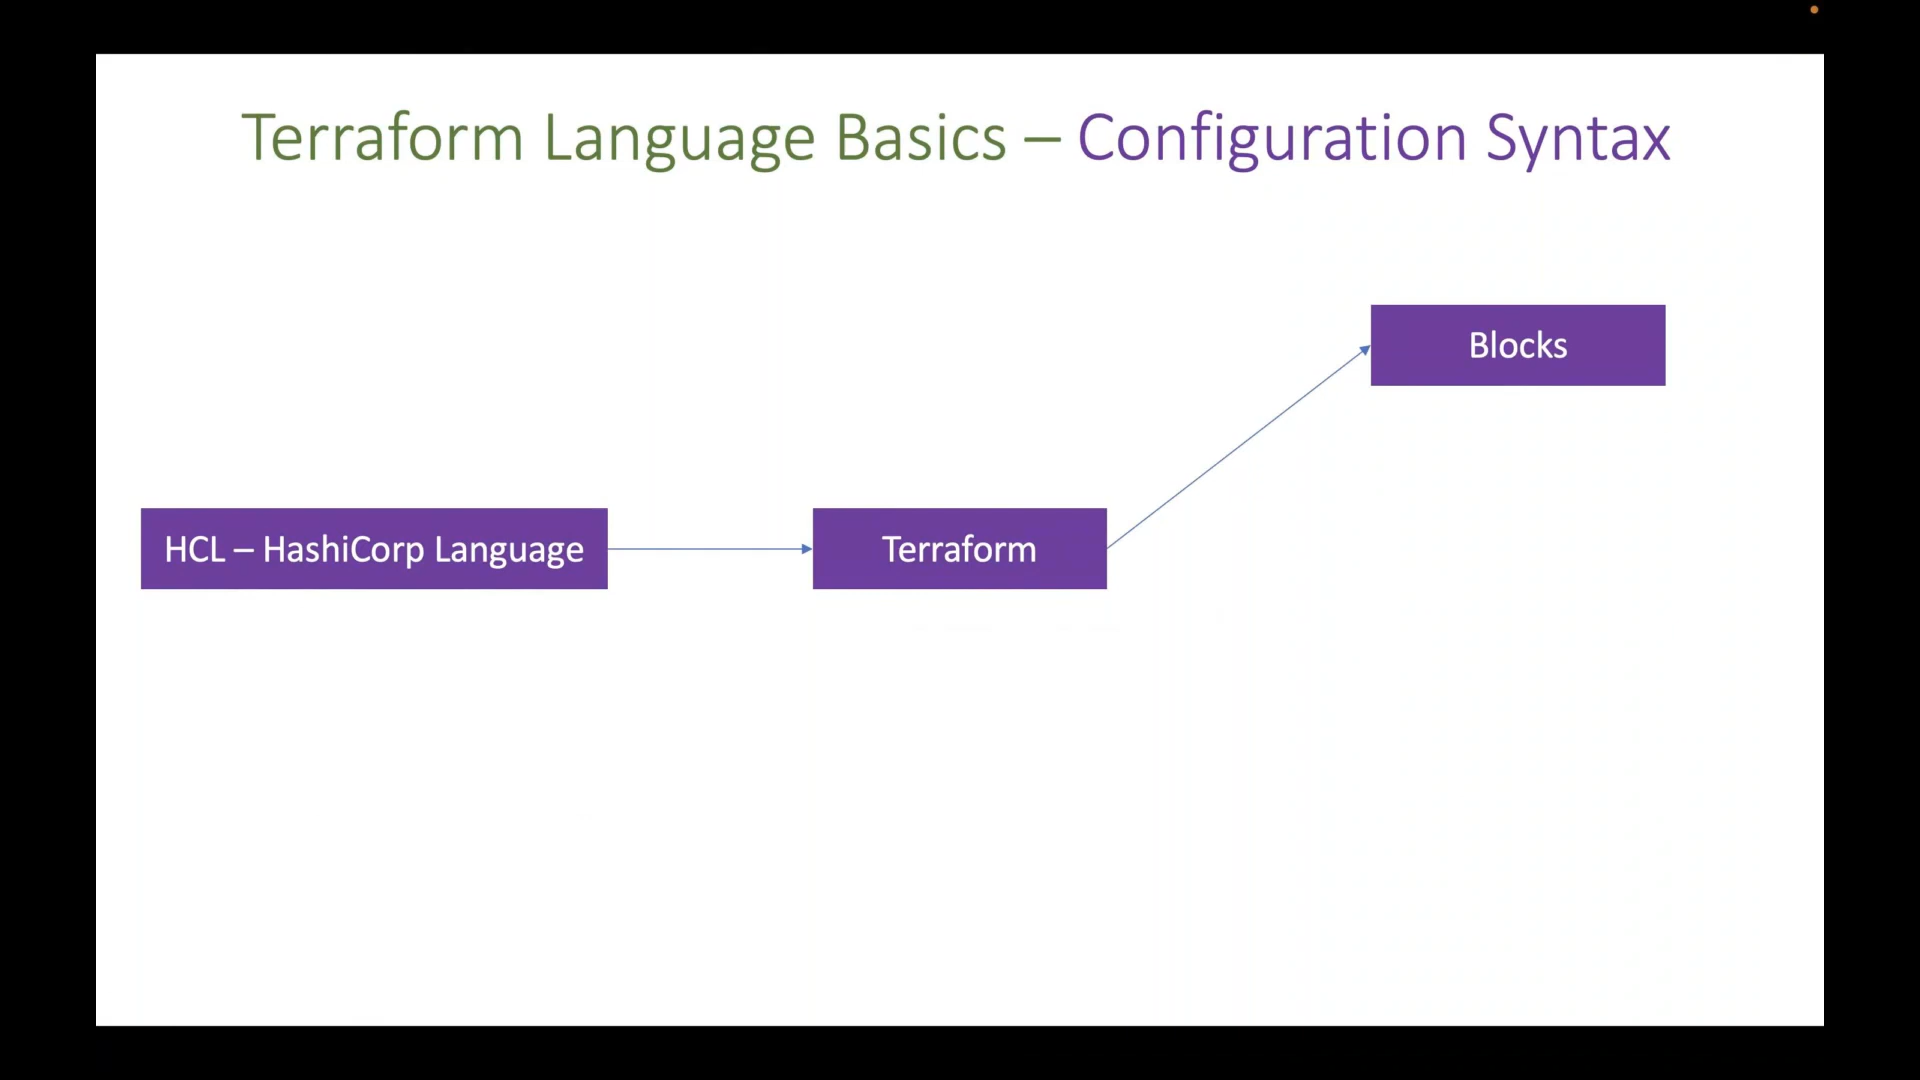 Terraform Language Basics – Configuration Syntax
Blocks
HCL – HashiCorp Language
Terraform